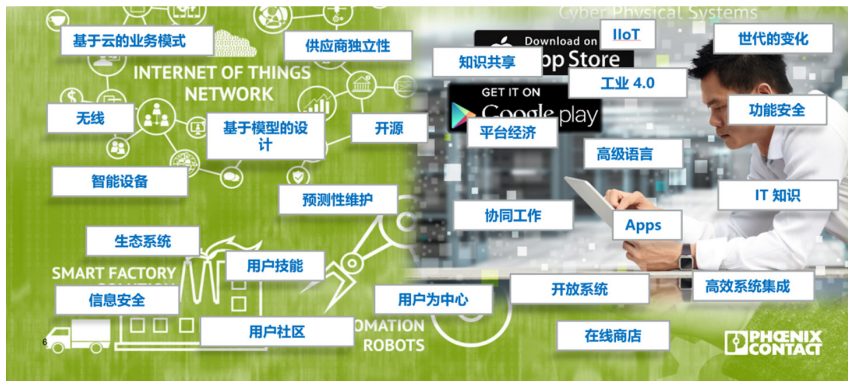 Cyber Physical Systems
基于云的业务模式
供应商独立性
IIoT
世代的变化
Download on
App Store
知识共享
INTERNET OF THINGS
NETWORK
工业 4.0
GET IT ON
Google play
功能安全
无线
基于模型的设
计
开源
平台经济
高级语言
智能设备
预测性维护
IT 知识
协同工作
Apps
生态系统
用户技能
SMART FACTORY
信息安全
用户为中心
开放系统
高效系统集成
用户社区
ROBOTS
在线商店
PHŒNIX
CONTACT
6